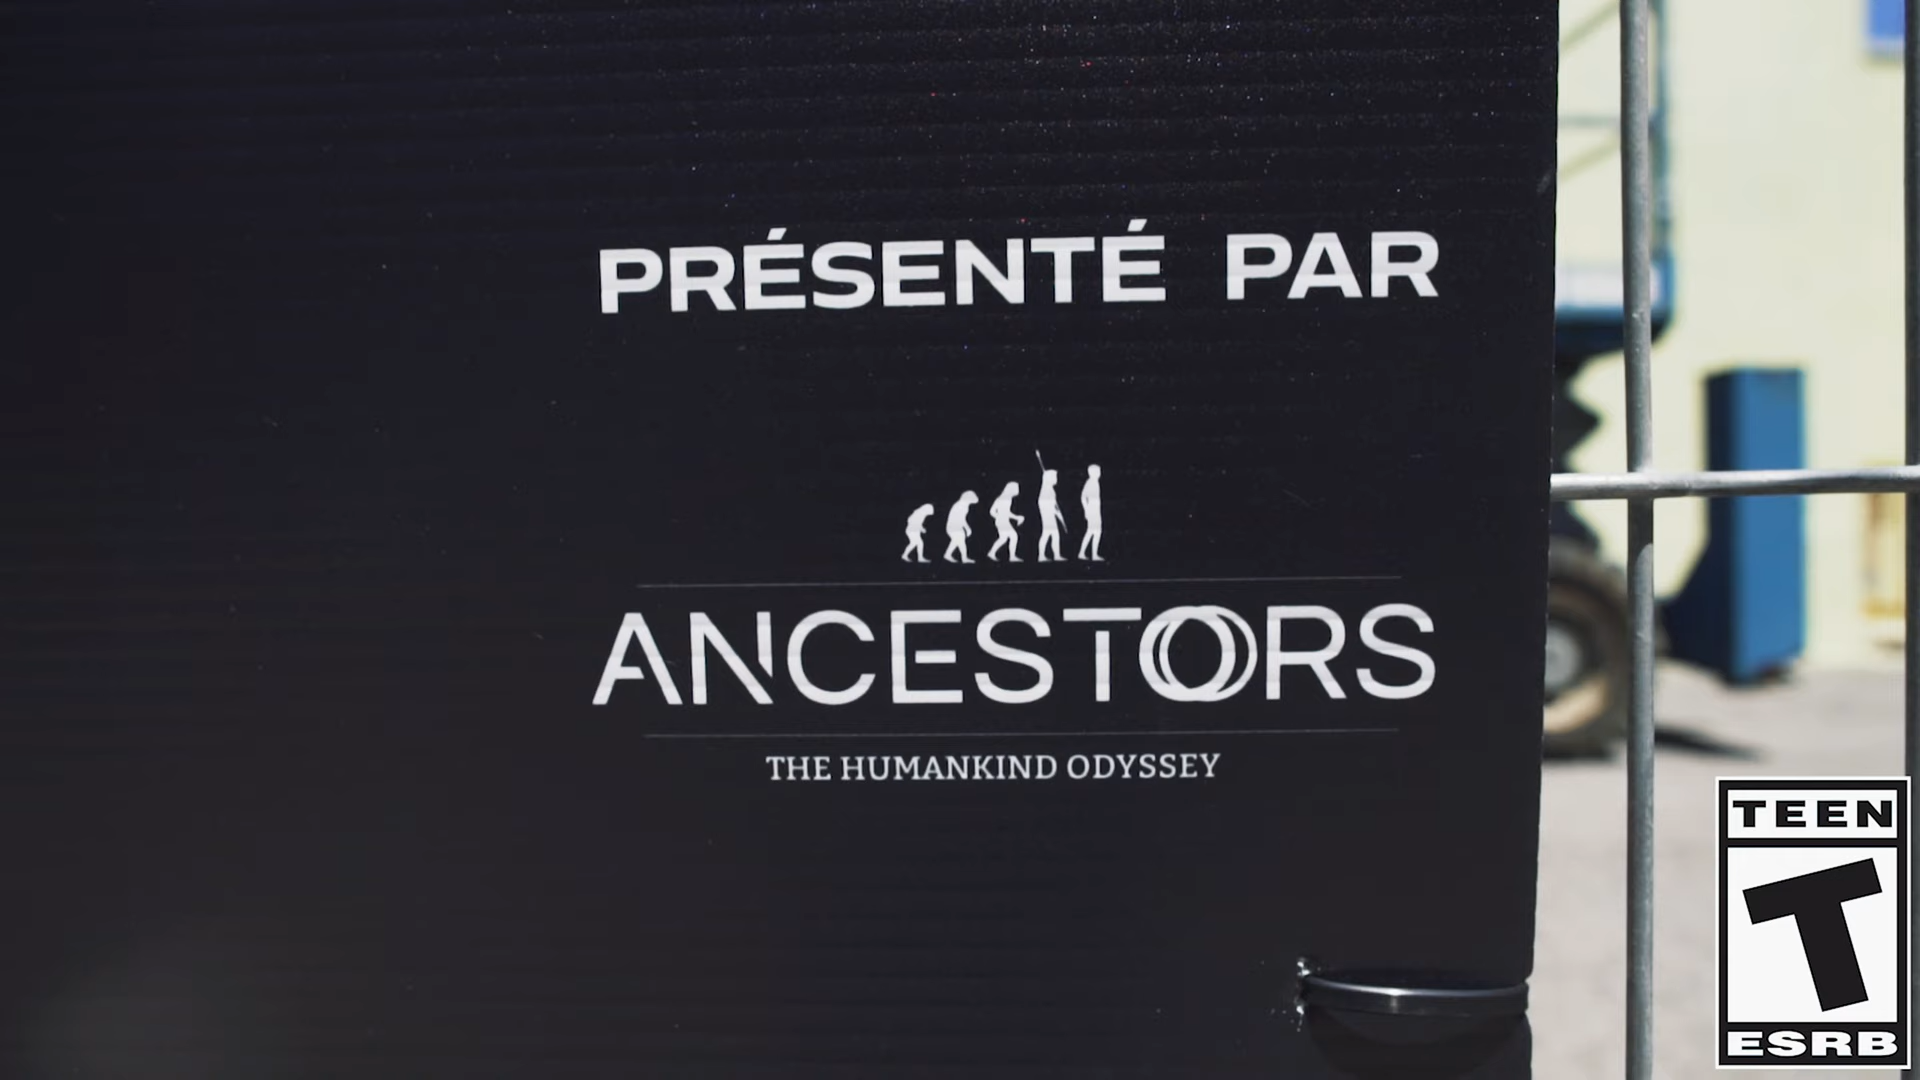 PRÉSENTÉ PAR
ANCESTORS
THE HUMANKIND ODYSSEY
TEEN
T
ESRB